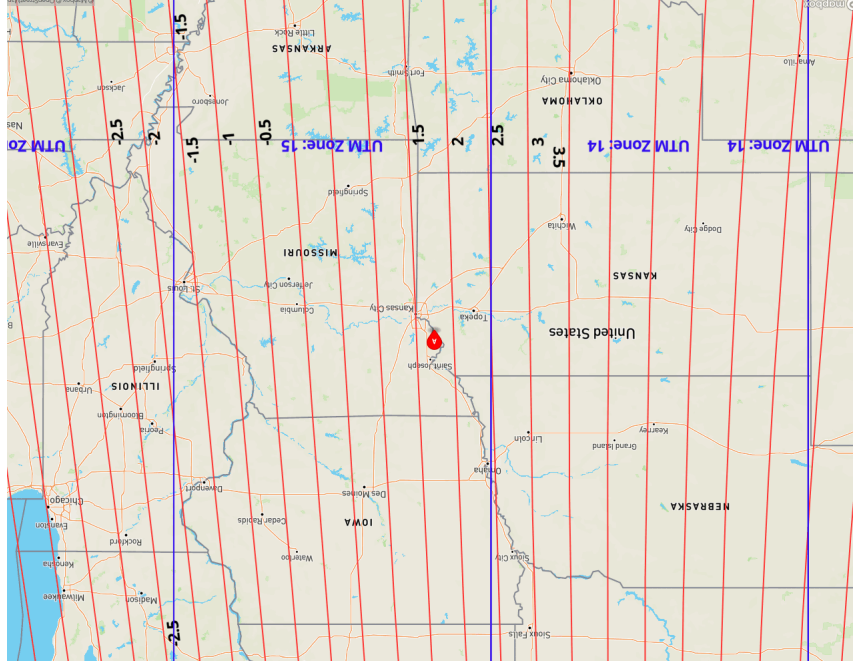 Sioux Falls
-2.5
Madison
Milwaukee
Sioux City
Waterloo
Kenosha
Rockford
IOWA
Cedar Rapids
Evanston
NEBRASKA
Chicago
Des Moines
Davenport
Omaha
Grand Island
Lincoln
Kearney
Peoria
Bloomington
Urbana
ILLINOIS
Springfield
Saint Joseph
A
United States
Topeka
Kansas City
Columbia
St. Louis
Jefferson City
KANSAS
MISSOURI
Evansville
Dodge City
Wichita
Springfield
UTM Zone: 14
UTM Zone: 14
UTM Zone: 15
UTM Zo
3.5
3
2.5
2
1.5
-0.5
-1
-1.5
-2
-2.5
Nas
OKLAHOMA
Jonesboro
Jackson
Oklahoma City
Fort Smith
Amarillo
ARKANSAS
Little Rock
-1.5
mapbox